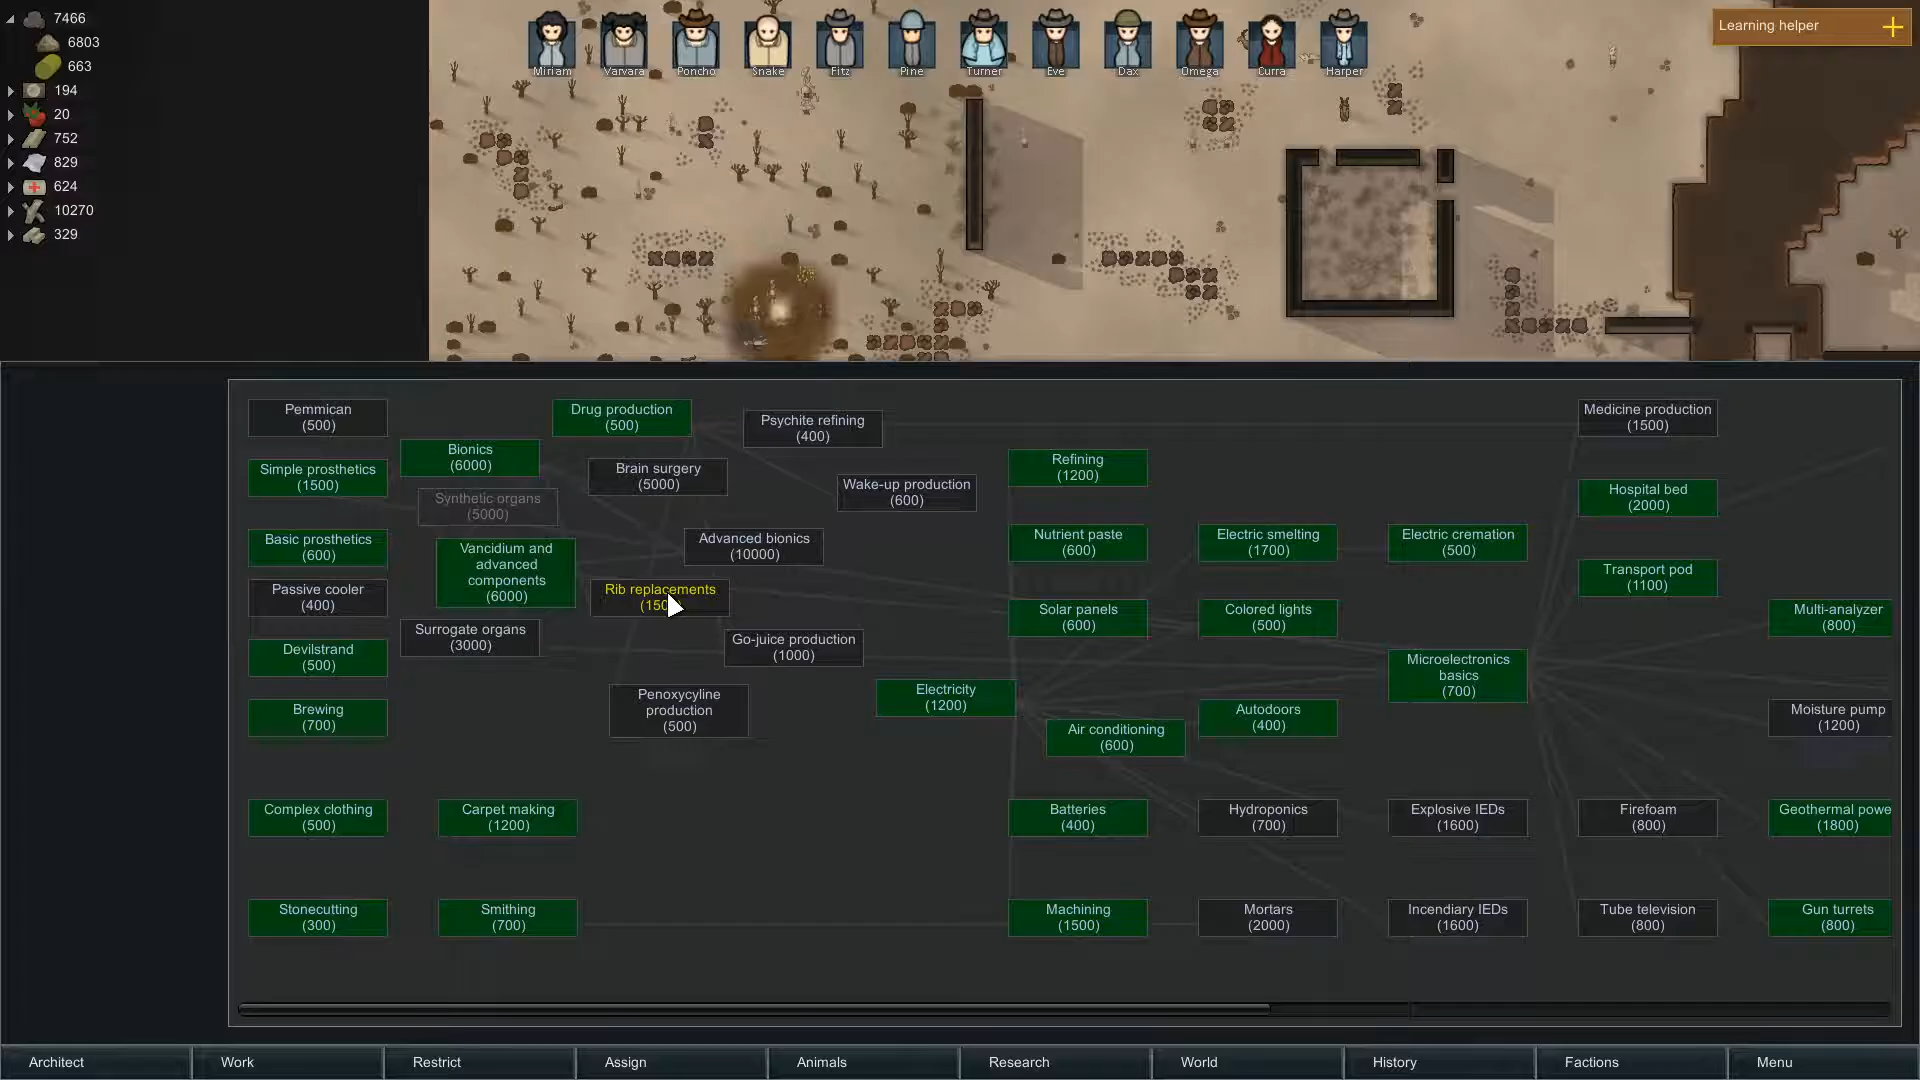 7466
6803
663
194
20
752
829
624
10270
329
Miriam
Varvara
Poncho
Snake
Fitz
Pine
Turner
Eve
Dax
Omega
Curra
Harper
Learning helper
Pemmican
(500)
Drug production
(500)
Psychite refining
(400)
Medicine production
(1500)
Bionics
(6000)
Simple prosthetics
(1500)
Brain surgery
(5000)
Refining
(1200)
Wake-up production
(600)
Hospital bed
(2000)
Synthetic organs
(5000)
Basic prosthetics
(600)
Vancidium and
advanced
components
(6000)
Advanced bionics
(10000)
Nutrient paste
(600)
Electric smelting
(1700)
Electric cremation
(500)
Transport pod
(1100)
Passive cooler
(400)
Rib replacements
(150
Solar panels
(600)
Colored lights
(500)
Multi-analyzer
(800)
Surrogate organs
(3000)
Go-juice production
(1000)
Devilstrand
(500)
Microelectronics
basics
(700)
Penoxycyline
production
(500)
Electricity
(1200)
Brewing
(700)
Air conditioning
(600)
Autodoors
(400)
Moisture pump
(1200)
Complex clothing
(500)
Carpet making
(1200)
Batteries
(400)
Hydroponics
(700)
Explosive IEDs
(1600)
Firefoam
(800)
Geothermal powe
(1800)
Stonecutting
(300)
Smithing
(700)
Machining
(1500)
Mortars
(2000)
Incendiary IEDs
(1600)
Tube television
(800)
Gun turrets
(800)
Architect
Work
Restrict
Assign
Animals
Research
World
History
Factions
Menu